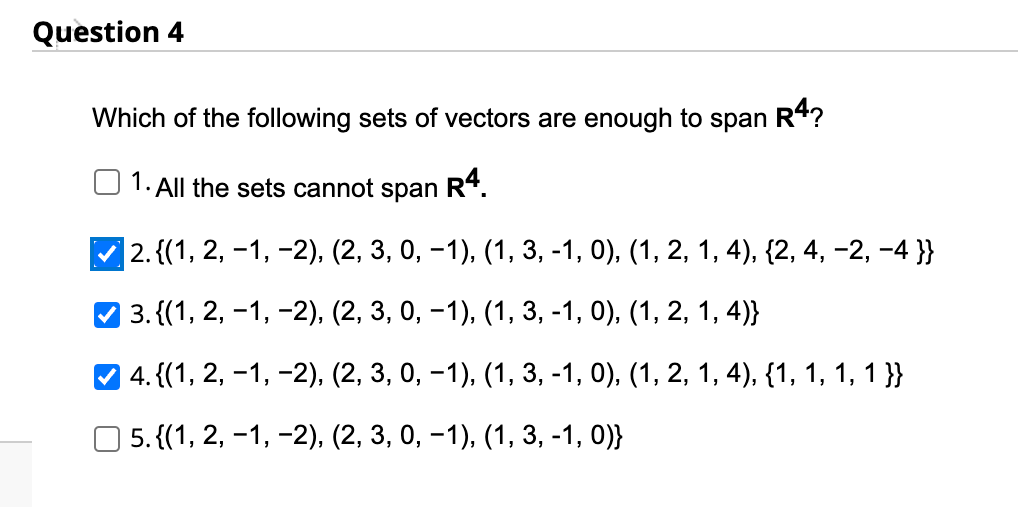 Question 4
Which of the following sets of vectors are enough to span R⁴?
1. All the sets cannot span R⁴.
2. {(1, 2, −1, −2), (2, 3, 0, −1), (1, 3, -1, 0), (1, 2, 1, 4), {2, 4, −2, −4 }}
3. {(1, 2, −1, −2), (2, 3, 0, −1), (1, 3, -1, 0), (1, 2, 1, 4)}
4. {(1, 2, −1, −2), (2, 3, 0, −1), (1, 3, -1, 0), (1, 2, 1, 4), {1, 1, 1, 1 }}
5. {(1, 2, −1, −2), (2, 3, 0, −1), (1, 3, -1, 0)}